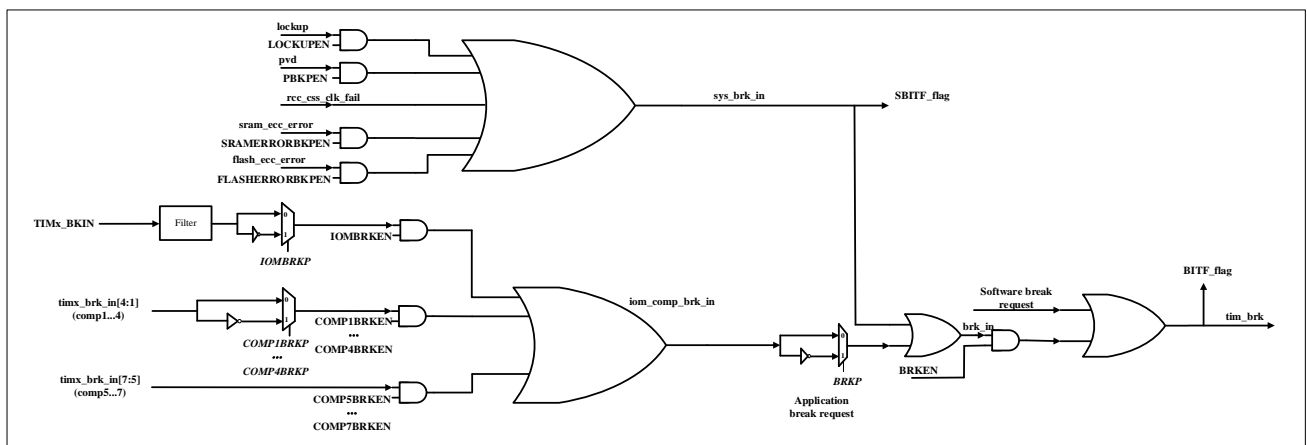 lockup
LOCKUPEN
pvd
PBKPEN
rcc_css_clk_fail
sram_ecc_error
SRAMERRORBKPEN
flash_ecc_error
FLASHERRORBKPEN
sys_brk_in
SBITF_flag
TIMx_BKIN
Filter
0
1
IOMBRKP
IOMBRKEN
timx_brk_in[4:1]
(comp1...4)
0
1
COMP1BRKP
...
COMP4BRKP
COMP1BRKEN
...
COMP4BRKEN
timx_brk_in[7:5]
(comp5...7)
COMP5BRKEN
...
COMP7BRKEN
iom_comp_brk_in
0
1
BRKP
Application
break request
brk_in
BRKEN
Software break
request
BITF_flag
tim_brk